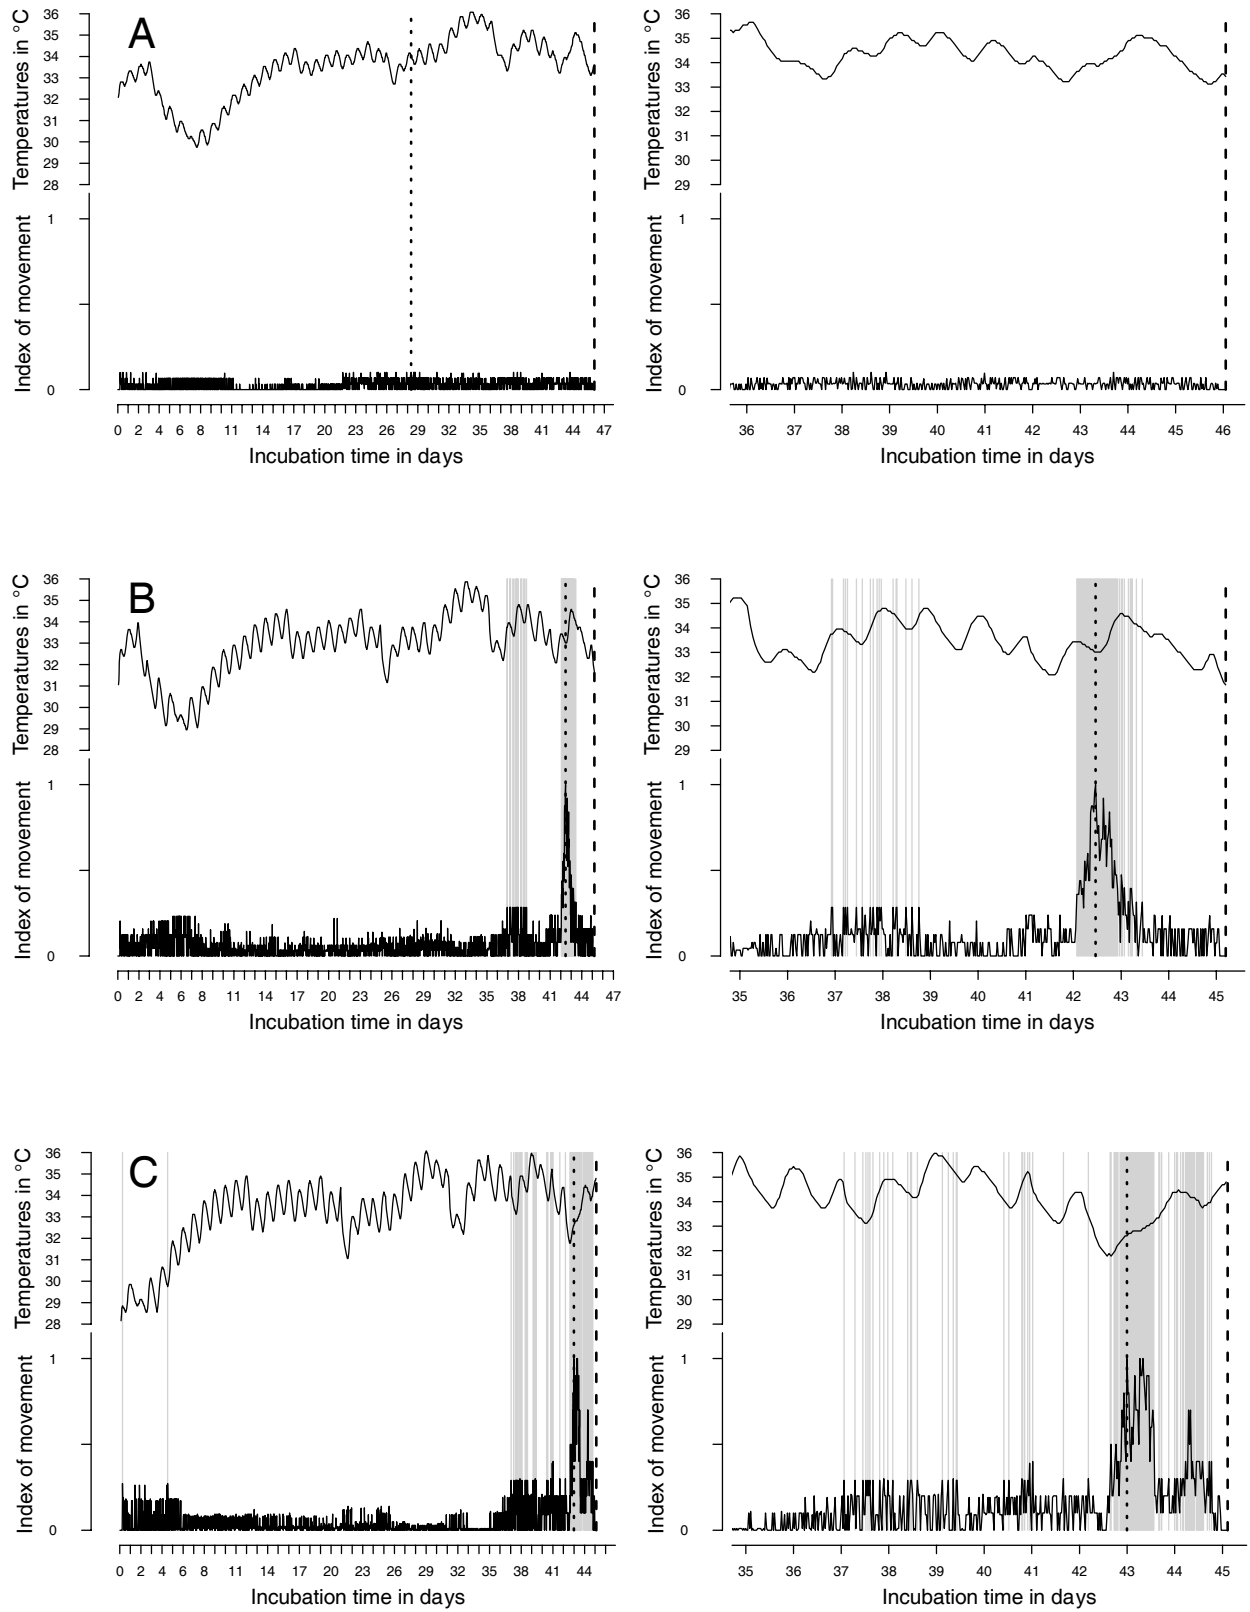 A
Temperatures in °C
36
35
34
33
32
31
30
29
28
Index of movement
1
0
0 2 4 6 8 11 14 17 20 23 26 29 32 35 38 41 44 47
Incubation time in days
Temperatures in °C
36
35
34
33
32
31
30
29
Index of movement
1
0
36 37 38 39 40 41 42 43 44 45 46
Incubation time in days
B
Temperatures in °C
36
35
34
33
32
31
30
29
28
Index of movement
1
0
0 2 4 6 8 11 14 17 20 23 26 29 32 35 38 41 44 47
Incubation time in days
Temperatures in °C
36
35
34
33
32
31
30
29
Index of movement
1
0
35 36 37 38 39 40 41 42 43 44 45
Incubation time in days
C
Temperatures in °C
36
35
34
33
32
31
30
29
28
Index of movement
1
0
0 2 4 6 8 11 14 17 20 23 26 29 32 35 38 41 44
Incubation time in days
Temperatures in °C
36
35
34
33
32
31
30
29
Index of movement
1
0
35 36 37 38 39 40 41 42 43 44 45
Incubation time in days